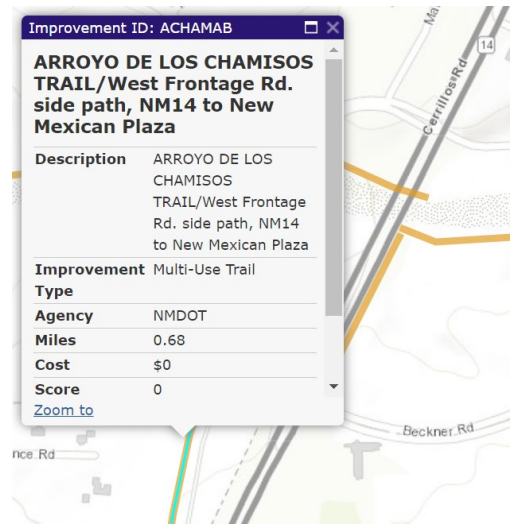 Improvement ID: ACHAMAB
ARROYO DE LOS CHAMISOS
TRAIL/West Frontage Rd.
side path, NM14 to New
Mexican Plaza
Description ARROYO DE LOS
CHAMISOS
TRAIL/West Frontage
Rd. side path, NM14
to New Mexican Plaza
Improvement Multi-Use Trail
Type
Agency NMDOT
Miles 0.68
Cost $0
Score 0
Zoom to
14
Cerrillos Rd
Beckner Rd
nce Rd